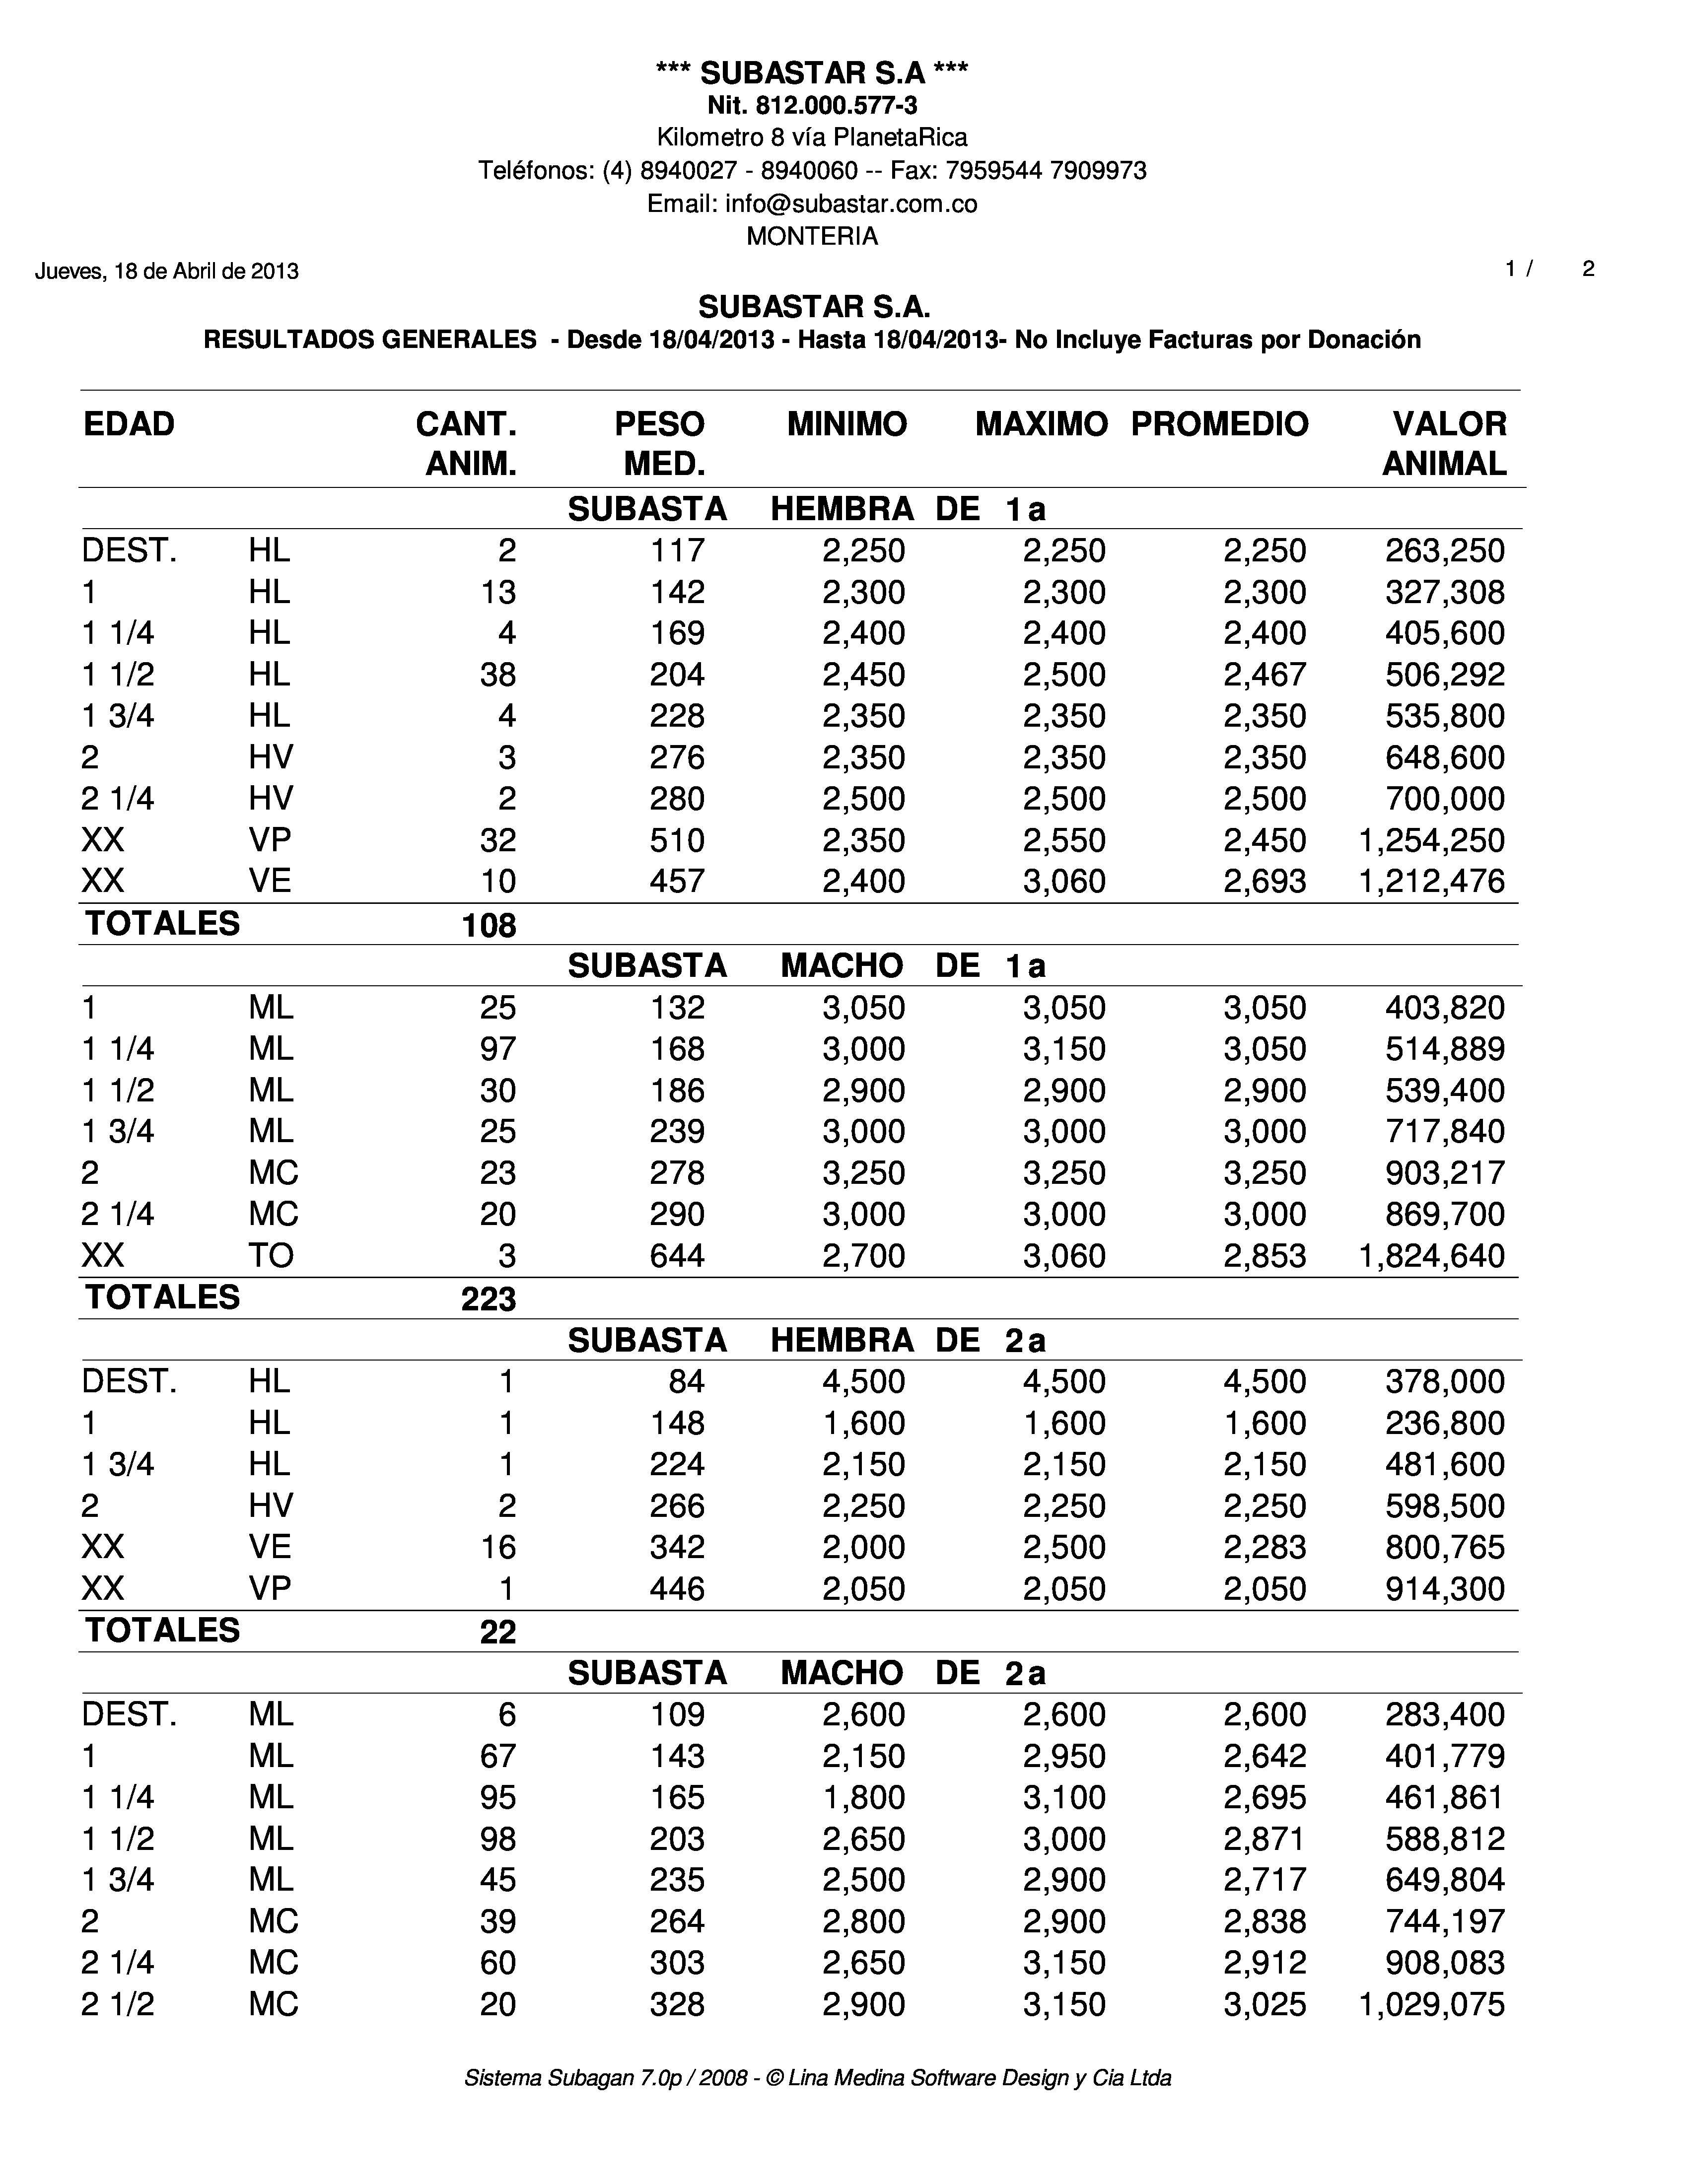 *** SUBASTAR S.A ***
Nit. 812.000.577-3
Kilometro 8 vía PlanetaRica
Teléfonos: (4) 8940027 - 8940060 -- Fax: 7959544 7909973
Email: info@subastar.com.co
MONTERIA
Jueves, 18 de Abril de 2013 1 / 2
SUBASTAR S.A.
RESULTADOS GENERALES - Desde 18/04/2013 - Hasta 18/04/2013- No Incluye Facturas por Donación
EDAD CANT. PESO MINIMO MAXIMO PROMEDIO VALOR
ANIM. MED. ANIMAL
SUBASTA HEMBRA DE 1a
DEST. HL 2 117 2,250 2,250 2,250 263,250
1 HL 13 142 2,300 2,300 2,300 327,308
1 1/4 HL 4 169 2,400 2,400 2,400 405,600
1 1/2 HL 38 204 2,450 2,500 2,467 506,292
1 3/4 HL 4 228 2,350 2,350 2,350 535,800
2 HV 3 276 2,350 2,350 2,350 648,600
2 1/4 HV 2 280 2,500 2,500 2,500 700,000
XX VP 32 510 2,350 2,550 2,450 1,254,250
XX VE 10 457 2,400 3,060 2,693 1,212,476
TOTALES 108
SUBASTA MACHO DE 1a
1 ML 25 132 3,050 3,050 3,050 403,820
1 1/4 ML 97 168 3,000 3,150 3,050 514,889
1 1/2 ML 30 186 2,900 2,900 2,900 539,400
1 3/4 ML 25 239 3,000 3,000 3,000 717,840
2 MC 23 278 3,250 3,250 3,250 903,217
2 1/4 MC 20 290 3,000 3,000 3,000 869,700
XX TO 3 644 2,700 3,060 2,853 1,824,640
TOTALES 223
SUBASTA HEMBRA DE 2a
DEST. HL 1 84 4,500 4,500 4,500 378,000
1 HL 1 148 1,600 1,600 1,600 236,800
1 3/4 HL 1 224 2,150 2,150 2,150 481,600
2 HV 2 266 2,250 2,250 2,250 598,500
XX VE 16 342 2,000 2,500 2,283 800,765
XX VP 1 446 2,050 2,050 2,050 914,300
TOTALES 22
SUBASTA MACHO DE 2a
DEST. ML 6 109 2,600 2,600 2,600 283,400
1 ML 67 143 2,150 2,950 2,642 401,779
1 1/4 ML 95 165 1,800 3,100 2,695 461,861
1 1/2 ML 98 203 2,650 3,000 2,871 588,812
1 3/4 ML 45 235 2,500 2,900 2,717 649,804
2 MC 39 264 2,800 2,900 2,838 744,197
2 1/4 MC 60 303 2,650 3,150 2,912 908,083
2 1/2 MC 20 328 2,900 3,150 3,025 1,029,075
Sistema Subagan 7.0p / 2008 - © Lina Medina Software Design y Cia Ltda